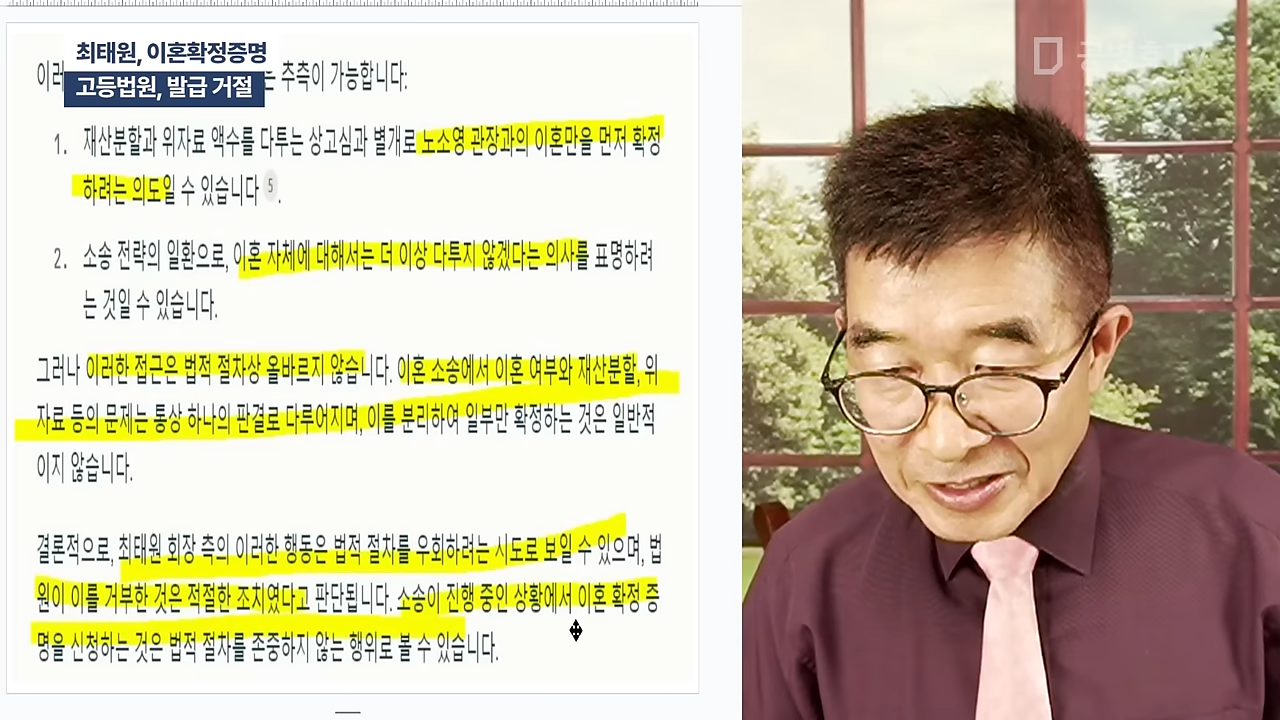 최태원, 이혼확정증명
고등법원, 발급 거절
추측이 가능합니다:
1. 재산분할과 위자료 액수를 다투는 상고심과 별개로 노소영 관장과의 이혼만을 먼저 확정
하려는 의도일 수 있습니다 5 .
2. 소송 전략의 일환으로, 이혼 자체에 대해서는 더 이상 다투지 않겠다는 의사를 표명하려
는 것일 수 있습니다.
그러나 이러한 접근은 법적 절차상 올바르지 않습니다. 이혼 소송에서 이혼 여부와 재산분할, 위
자료 등의 문제는 통상 하나의 판결로 다루어지며, 이를 분리하여 일부만 확정하는 것은 일반적
이지 않습니다.
결론적으로, 최태원 회장 측의 이러한 행동은 법적 절차를 우회하려는 시도로 보일 수 있으며, 법
원이 이를 거부한 것은 적절한 조치였다고 판단됩니다. 소송이 진행 중인 상황에서 이혼 확정 증
명을 신청하는 것은 법적 절차를 존중하지 않는 행위로 볼 수 있습니다.